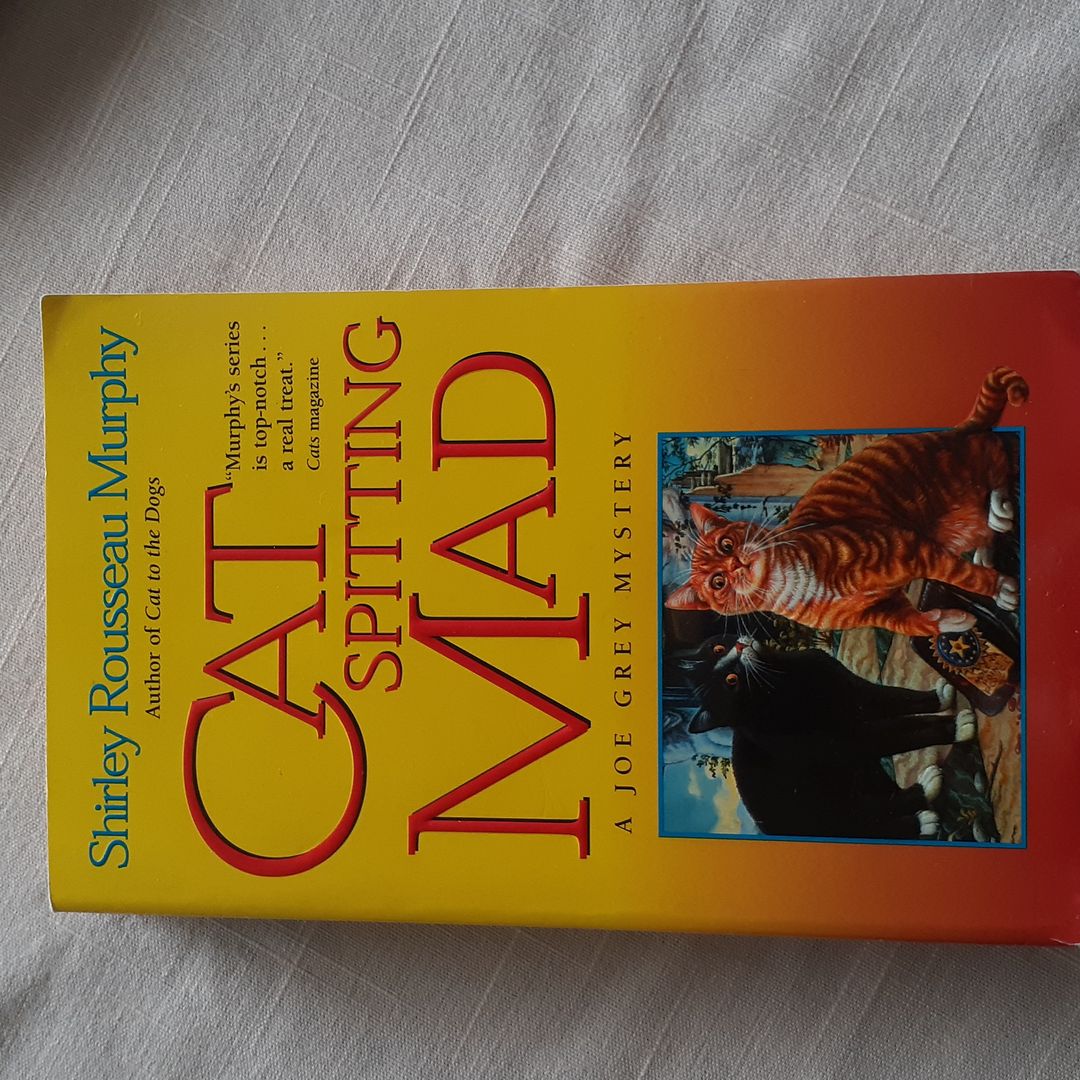 Shirley Rousseau Murphy
Author of Cat to the Dogs
CAT
"Murphy's series
is top-notch...
a real treat."
Cats magazine
SPITTING
MAD
A JOE GREY MYSTERY